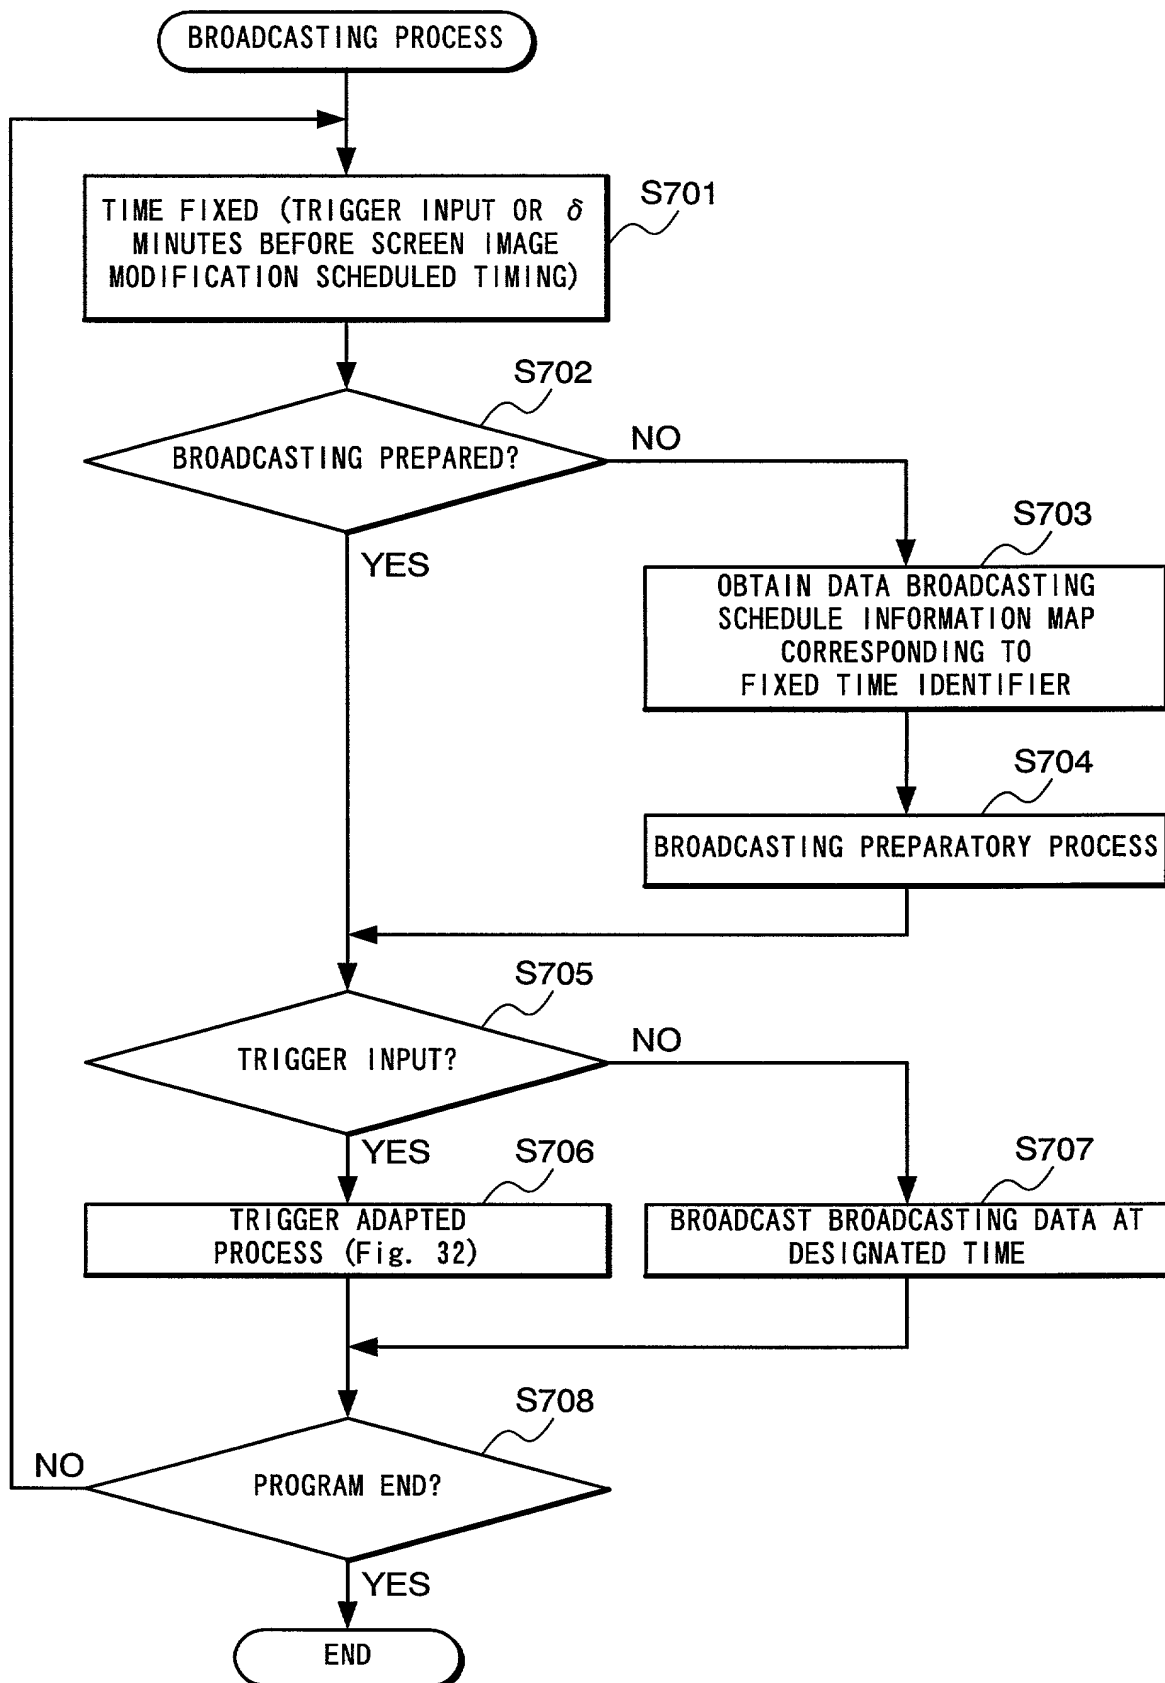 BROADCASTING PROCESS
S701
TIME FIXED (TRIGGER INPUT OR δ
MINUTES BEFORE SCREEN IMAGE
MODIFICATION SCHEDULED TIMING)
S702
BROADCASTING PREPARED?
NO
YES
S703
OBTAIN DATA BROADCASTING
SCHEDULE INFORMATION MAP
CORRESPONDING TO
FIXED TIME IDENTIFIER
S704
BROADCASTING PREPARATORY PROCESS
S705
TRIGGER INPUT?
NO
YES
S706
TRIGGER ADAPTED
PROCESS (Fig. 32)
S707
BROADCAST BROADCASTING DATA AT
DESIGNATED TIME
S708
PROGRAM END?
NO
YES
END